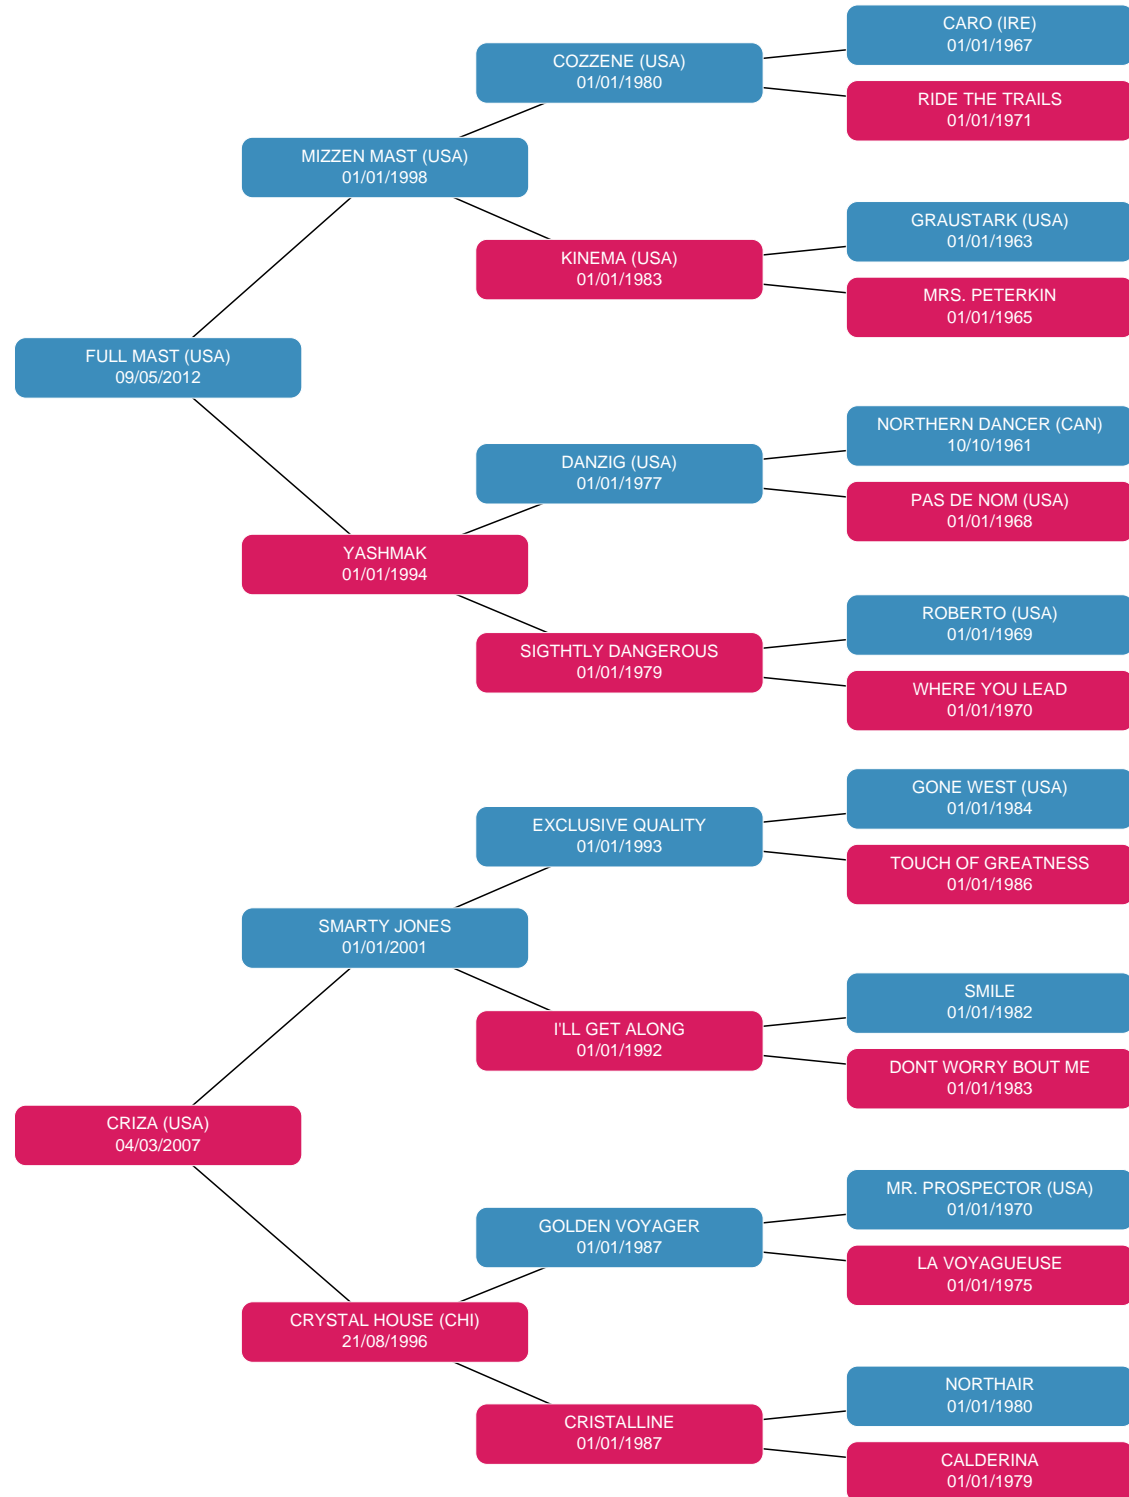 CARO (IRE)
01/01/1967
COZZENE (USA)
01/01/1980
RIDE THE TRAILS
01/01/1971
MIZZEN MAST (USA)
01/01/1998
GRAUSTARK (USA)
01/01/1963
KINEMA (USA)
01/01/1983
MRS. PETERKIN
01/01/1965
FULL MAST (USA)
09/05/2012
NORTHERN DANCER (CAN)
10/10/1961
DANZIG (USA)
01/01/1977
PAS DE NOM (USA)
01/01/1968
YASHMAK
01/01/1994
ROBERTO (USA)
01/01/1969
SIGTHTLY DANGEROUS
01/01/1979
WHERE YOU LEAD
01/01/1970
GONE WEST (USA)
01/01/1984
EXCLUSIVE QUALITY
01/01/1993
TOUCH OF GREATNESS
01/01/1986
SMARTY JONES
01/01/2001
SMILE
01/01/1982
I'LL GET ALONG
01/01/1992
DONT WORRY BOUT ME
01/01/1983
CRIZA (USA)
04/03/2007
MR. PROSPECTOR (USA)
01/01/1970
GOLDEN VOYAGER
01/01/1987
LA VOYAGUEUSE
01/01/1975
CRYSTAL HOUSE (CHI)
21/08/1996
NORTHAIR
01/01/1980
CRISTALLINE
01/01/1987
CALDERINA
01/01/1979